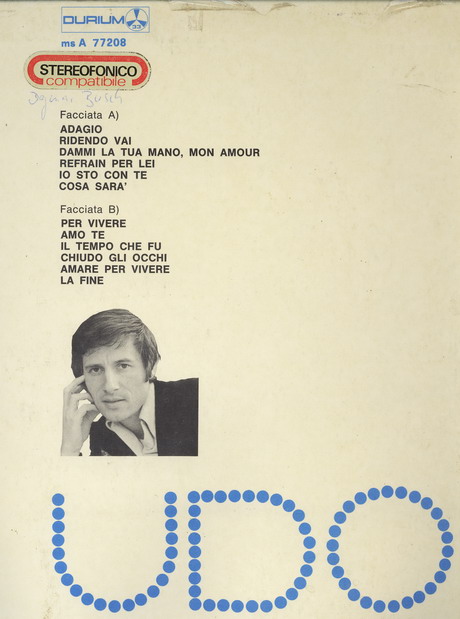 DURIUM
33
ms A 77208
STEREOFONICO
compatibile
Facciata A)
ADAGIO
RIDENDO VAI
DAMMI LA TUA MANO, MON AMOUR
REFRAIN PER LEI
IO STO CON TE
COSA SARA'
Facciata B)
PER VIVERE
AMO TE
IL TEMPO CHE FU
CHIUDO GLI OCCHI
AMARE PER VIVERE
LA FINE
UDO